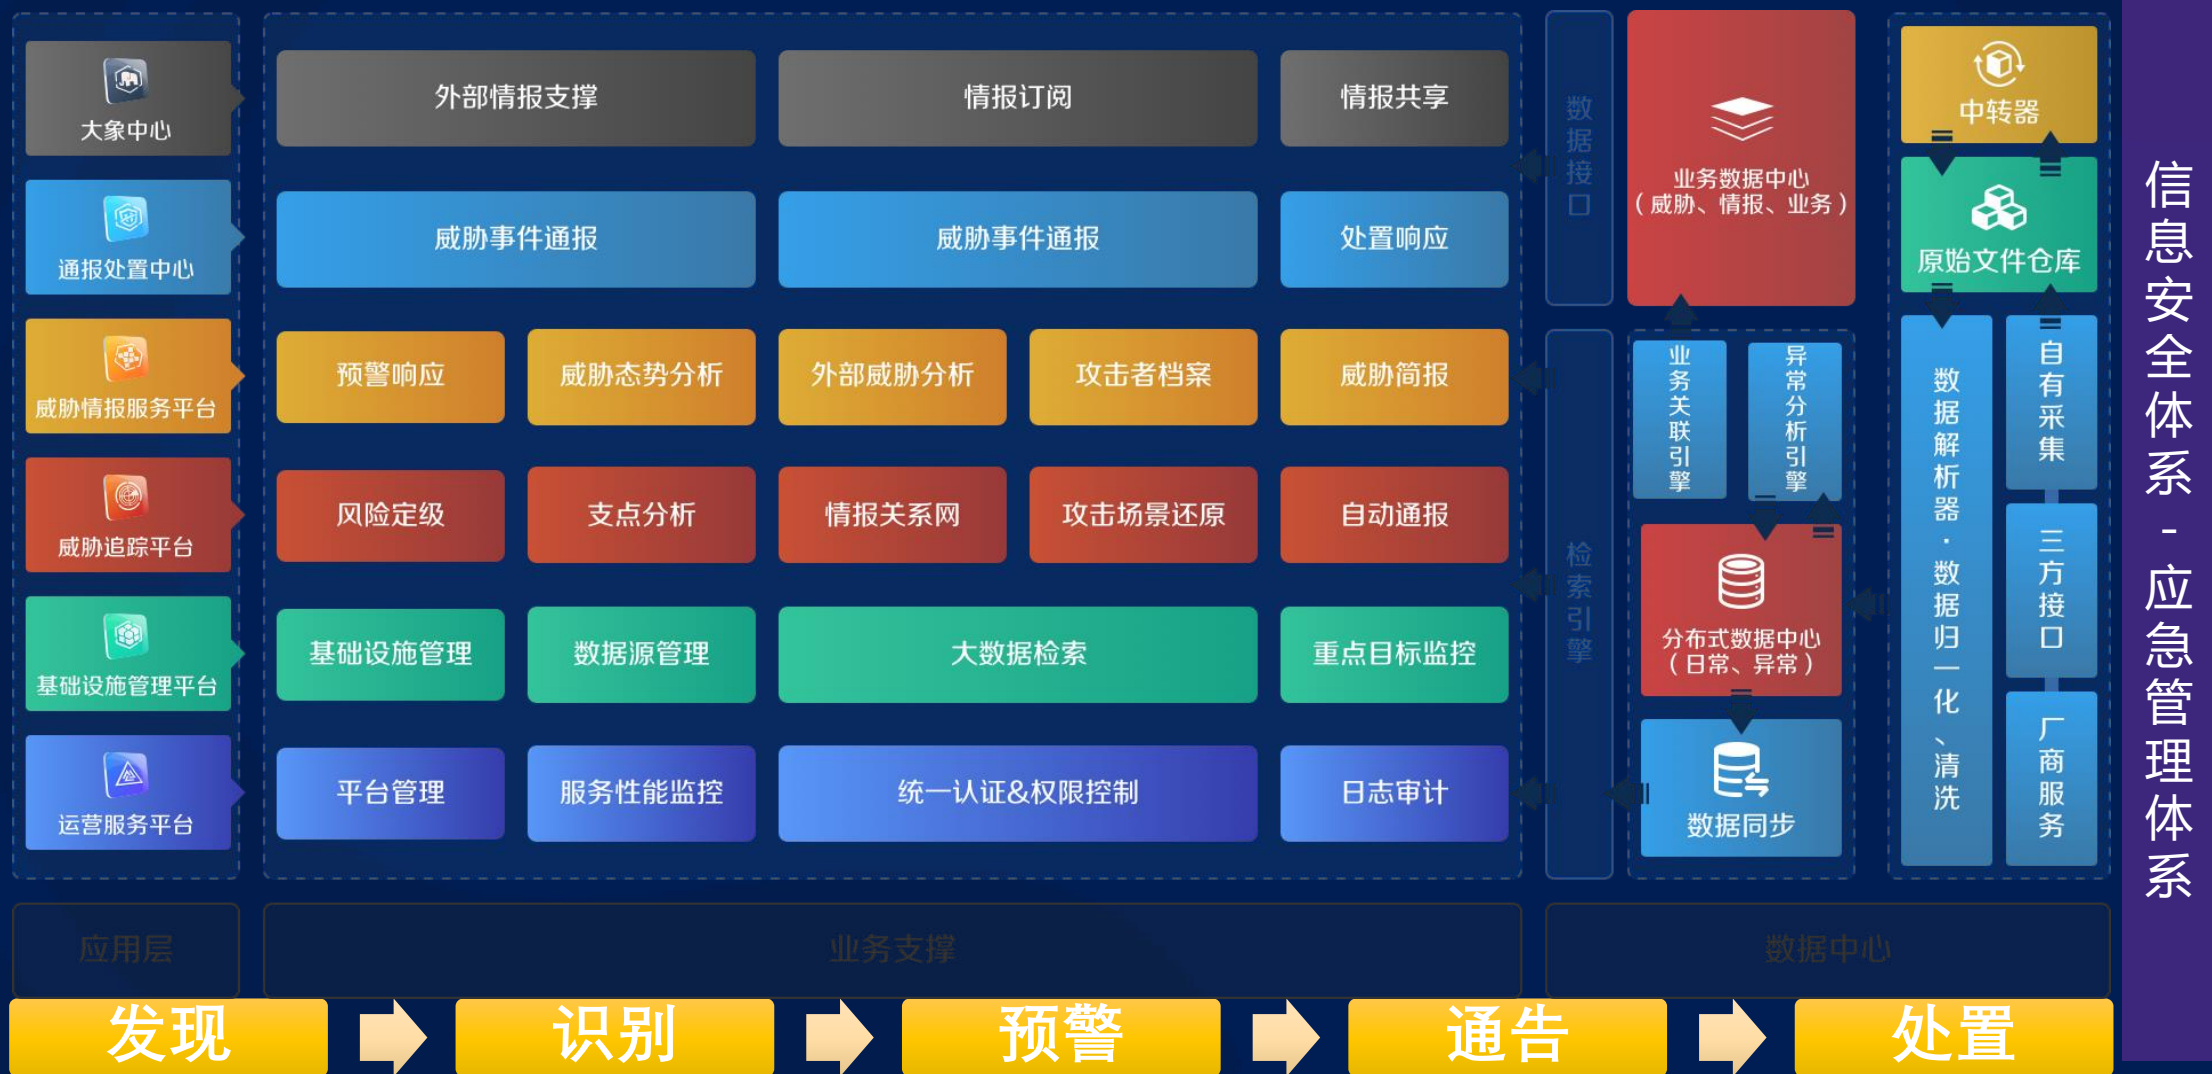 大象中心
外部情报支撑
情报订阅
情报共享
通报处置中心
威胁事件通报
威胁事件通报
处置响应
威胁情报服务平台
预警响应
威胁态势分析
外部威胁分析
攻击者档案
威胁简报
威胁追踪平台
风险定级
支点分析
情报关系网
攻击场景还原
自动通报
基础设施管理平台
基础设施管理
数据源管理
大数据检索
重点目标监控
运营服务平台
平台管理
服务性能监控
统一认证&权限控制
日志审计
数据接口
检索引擎
业务数据中心
（威胁、情报、业务）
业务关联引擎
异常分析引擎
分布式数据中心
（日常、异常）
数据同步
中转器
原始文件仓库
数据解析器·数据归一化、清洗
自有采集
三方接口
厂商服务
应用层
业务支撑
数据中心
发现
识别
预警
通告
处置
信息安全体系-应急管理体系